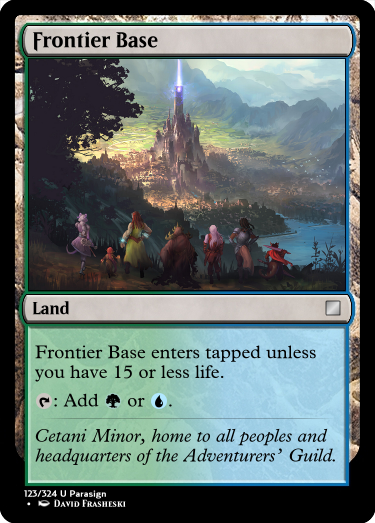 Frontier Base
Land
Frontier Base enters tapped unless
you have 15 or less life.
: Add or .
Cetani Minor, home to all peoples and
headquarters of the Adventurers' Guild.
123/324 U Parasign
• David Frasheski